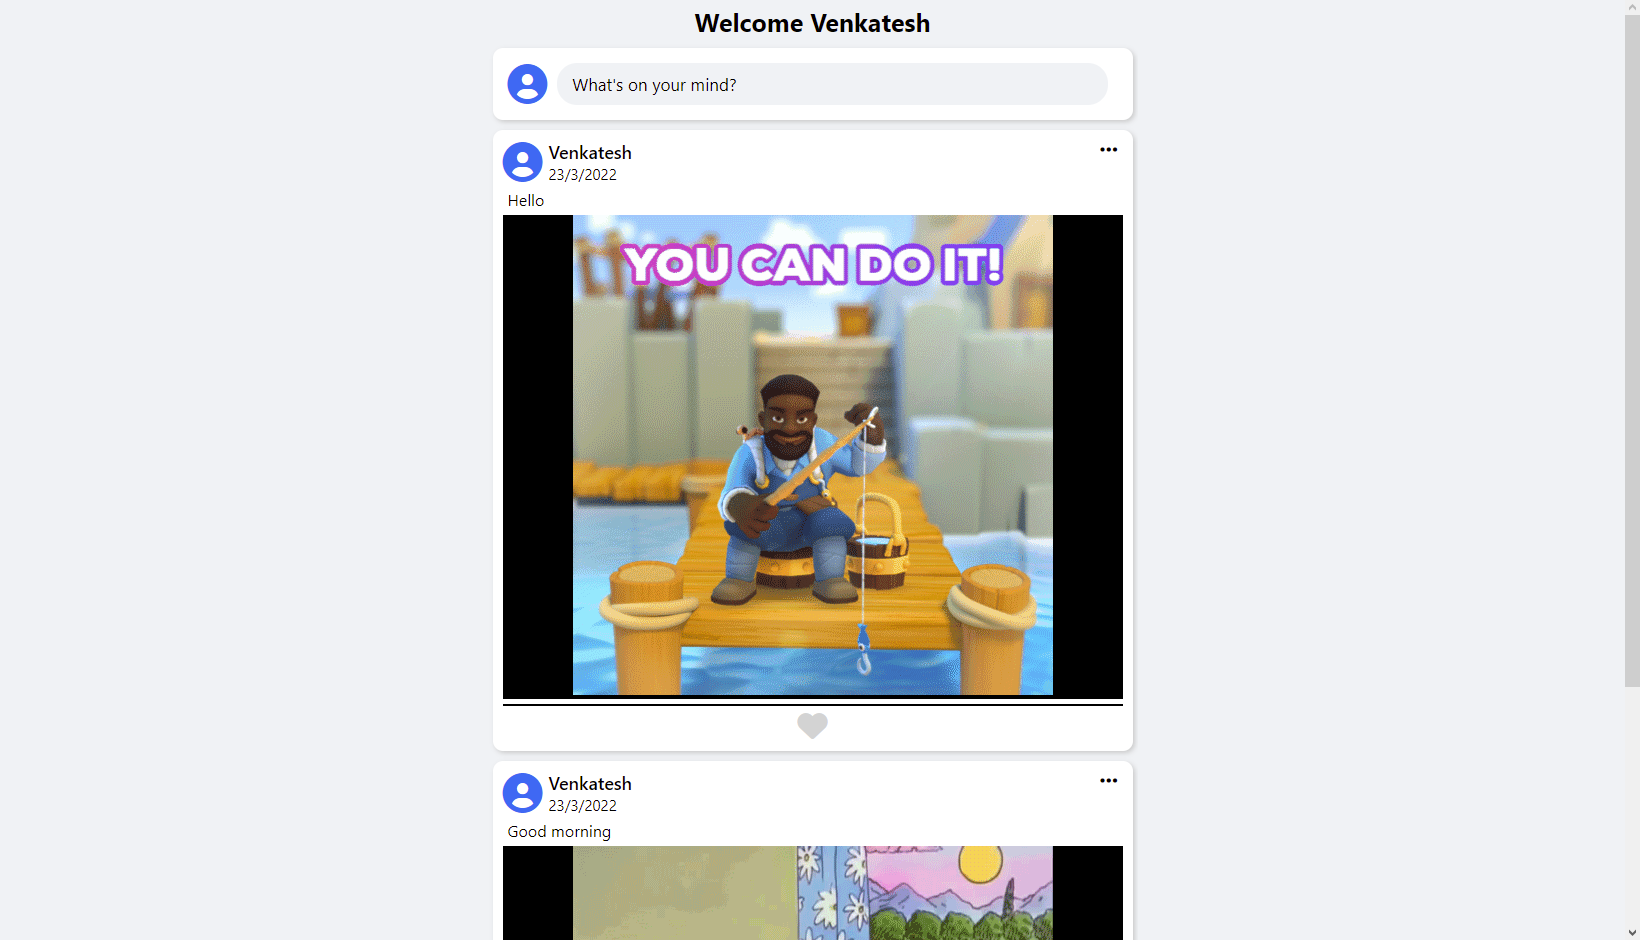 Welcome Venkatesh
What's on your mind?
Venkatesh
23/3/2022
Hello
YOU CAN DO IT!
Venkatesh
23/3/2022
Good morning